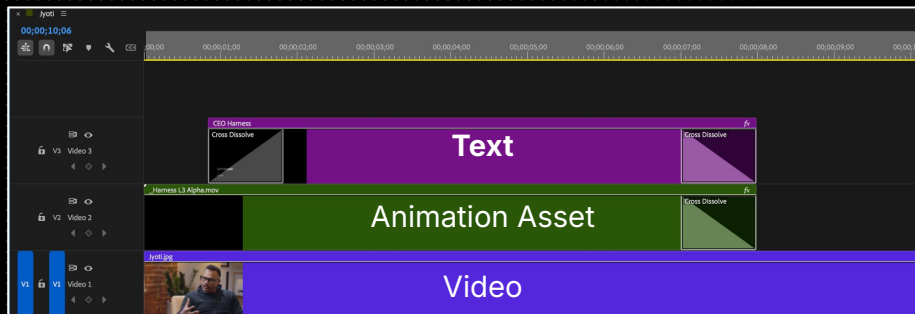 × Jyoti ≡
00;00;10;06
:00;00 00;00;01;00 00;00;02;00 00;00;03;00 00;00;04;00 00;00;05;00 00;00;06;00 00;00;07;00 00;00;08;00 00;00;09;00 00;00;1
CEO Harness fx
Cross Dissolve Text Cross Dissolve
V3 Video 3
_Harness L3 Alpha.mov fx
Animation Asset Cross Dissolve
V2 Video 2
Jyoti.jpg
Video
V1 V1 Video 1